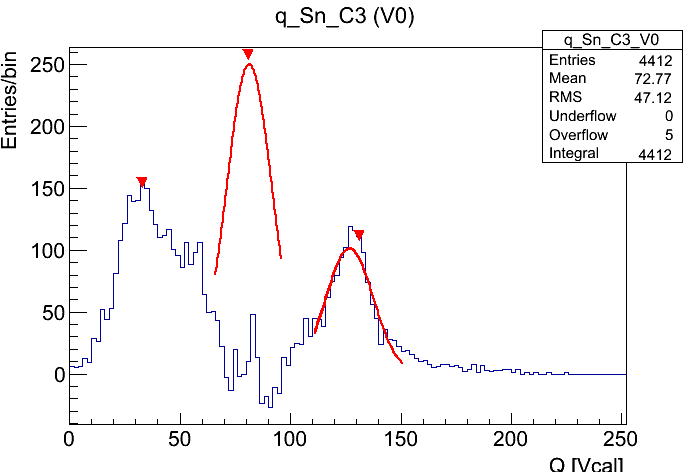 q_Sn_C3 (V0)
q_Sn_C3_V0
Entries 4412
Mean 72.77
RMS 47.12
Underflow 0
Overflow 5
Integral 4412
Entries/bin
250
200
150
100
50
0
0 50 100 150 200 250
Q [Vcal]